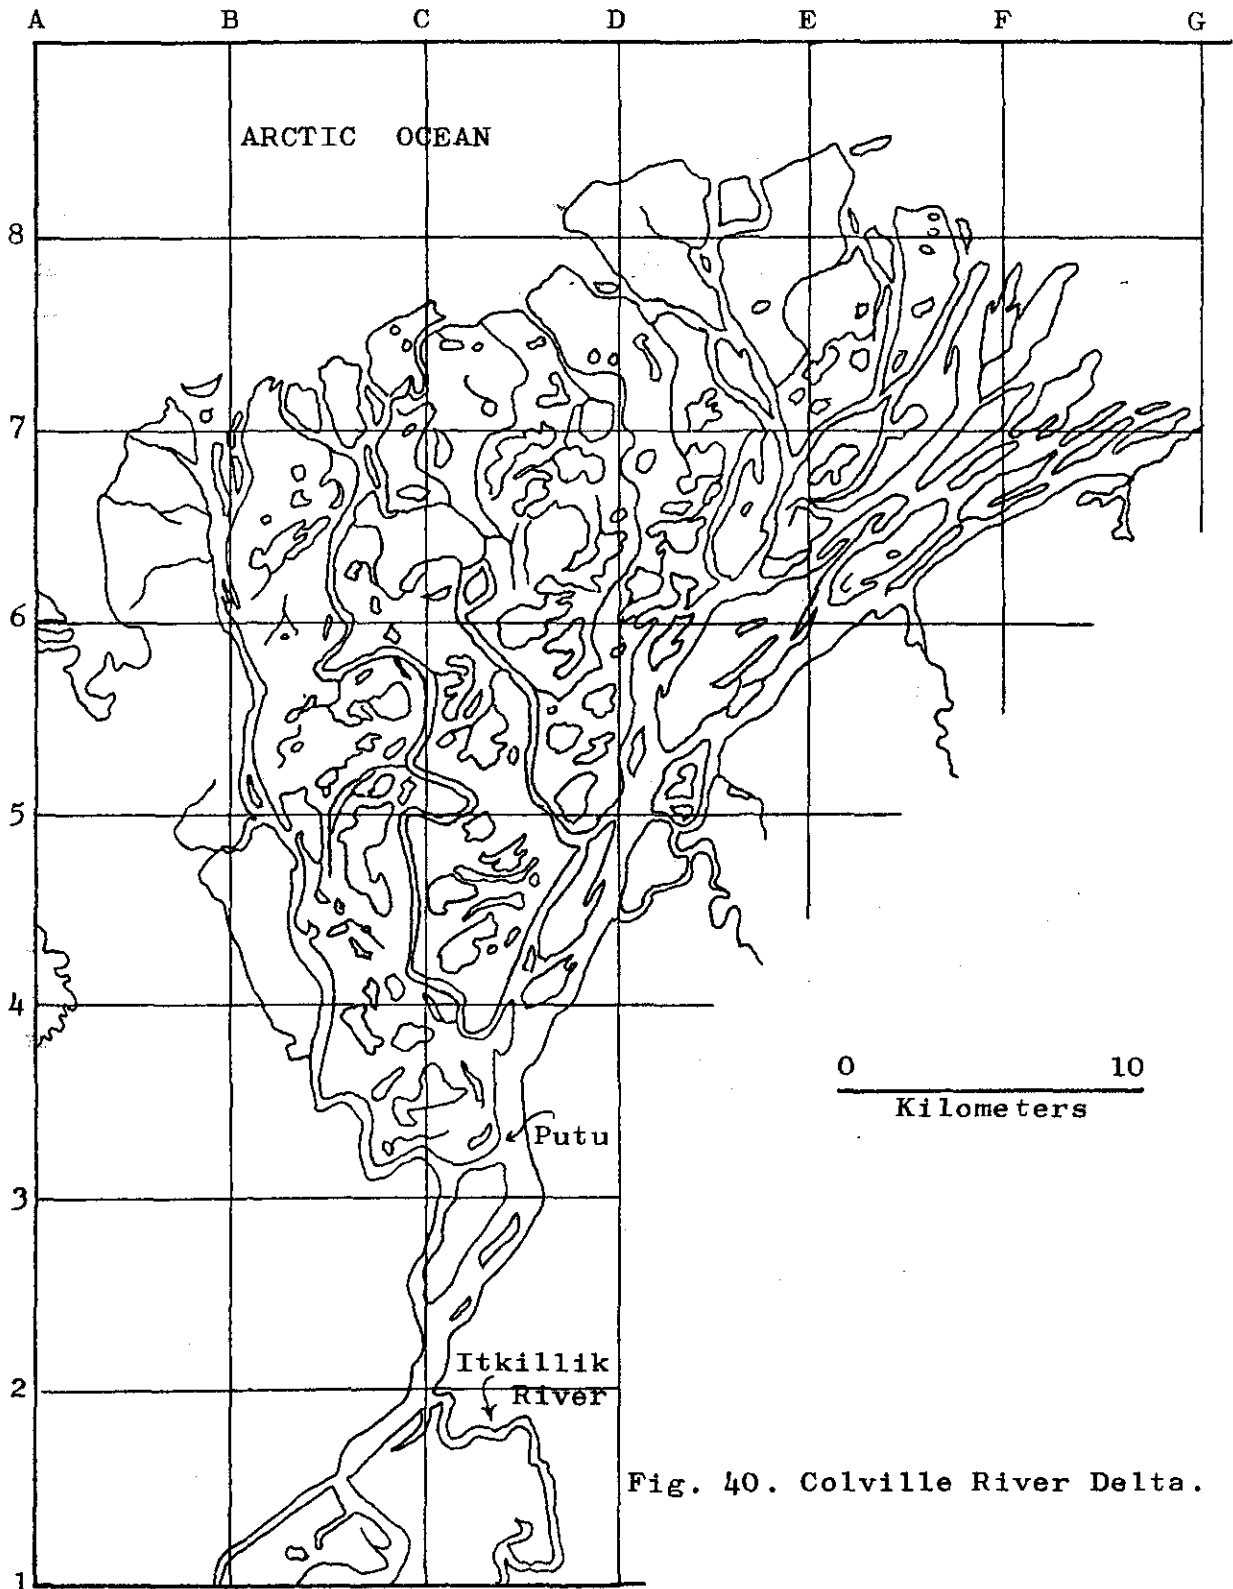 A B C D E F G
ARCTIC OCEAN
8
7
6
5
4
0 10
Kilometers
Putu
3
Itkillik
2
River
Fig. 40. Colville River Delta.
1